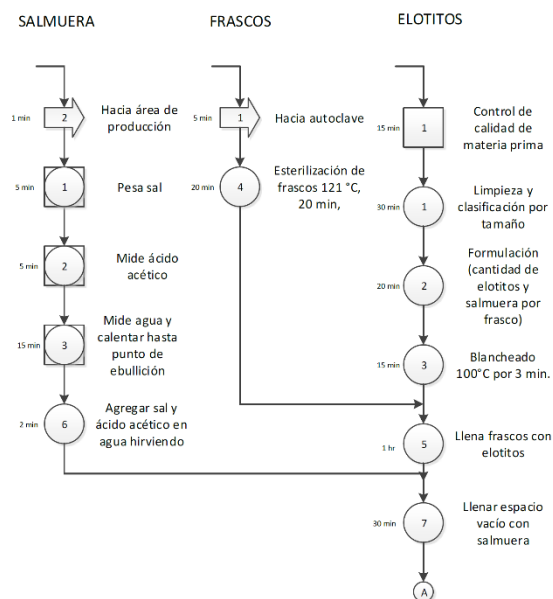 SALMUERA
1 min
2
Hacia área de
producción
5 min
1
Pesa sal
5 min
2
Mide ácido
acético
15 min
3
Mide agua y
calentar hasta
punto de
ebullición
2 min
6
Agregar sal y
ácido acético en
agua hirviendo
FRASCOS
5 min
1
Hacia autoclave
20 min
4
Esterilización de
frascos 121 °C,
20 min,
ELOTITOS
15 min
1
Control de
calidad de
materia prima
30 min
1
Limpieza y
clasificación por
tamaño
20 min
2
Formulación
(cantidad de
elotitos y
salmuera por
frasco)
15 min
3
Blancheado
100°C por 3 min.
1 hr
5
Llena frascos con
elotitos
30 min
7
Llenar espacio
vacío con
salmuera
A